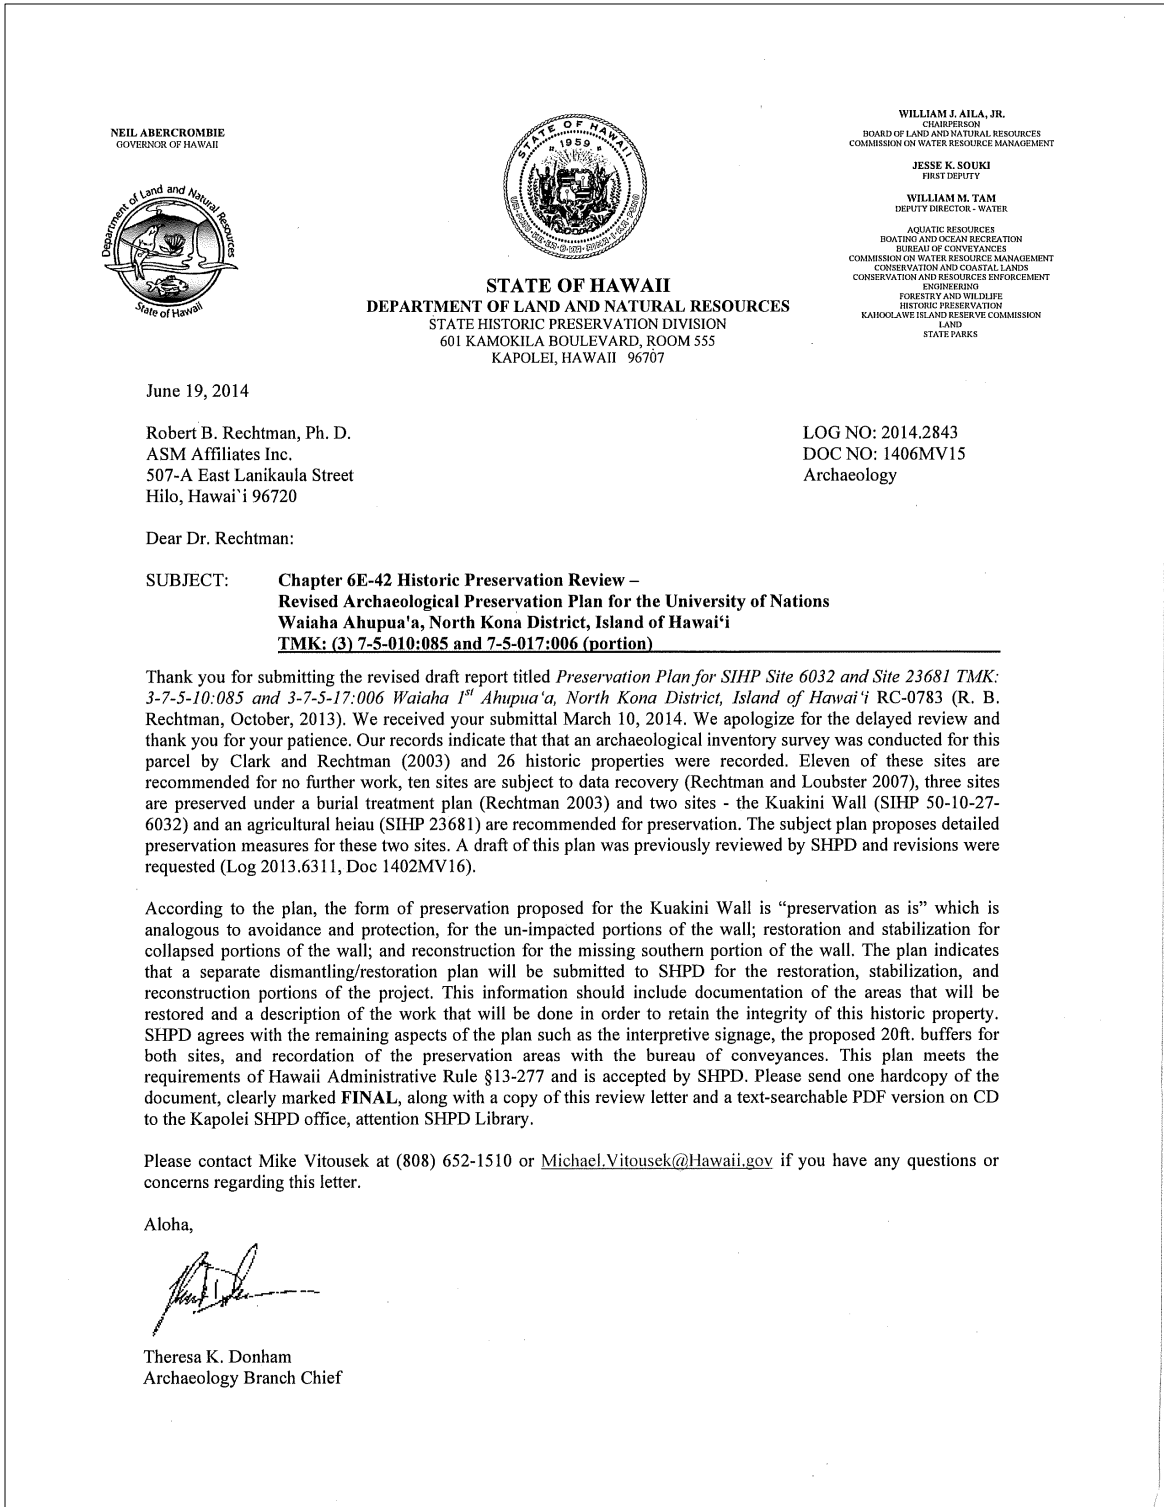 NEIL ABERCROMBIE
GOVERNOR OF HAWAII
Department of Land and Natural Resources
State of Hawaii
STATE OF HAWAII
1959
STATE OF HAWAII
DEPARTMENT OF LAND AND NATURAL RESOURCES
STATE HISTORIC PRESERVATION DIVISION
601 KAMOKILA BOULEVARD, ROOM 555
KAPOLEI, HAWAII 96707
WILLIAM J. AILA, JR.
CHAIRPERSON
BOARD OF LAND AND NATURAL RESOURCES
COMMISSION ON WATER RESOURCE MANAGEMENT
JESSE K. SOUKI
FIRST DEPUTY
WILLIAM M. TAM
DEPUTY DIRECTOR - WATER
AQUATIC RESOURCES
BOATING AND OCEAN RECREATION
BUREAU OF CONVEYANCES
COMMISSION ON WATER RESOURCE MANAGEMENT
CONSERVATION AND COASTAL LANDS
CONSERVATION AND RESOURCES ENFORCEMENT
ENGINEERING
FORESTRY AND WILDLIFE
HISTORIC PRESERVATION
KAHOOLAWE ISLAND RESERVE COMMISSION
LAND
STATE PARKS
June 19, 2014
Robert B. Rechtman, Ph. D.
ASM Affiliates Inc.
507-A East Lanikaula Street
Hilo, Hawai`i 96720
LOG NO: 2014.2843
DOC NO: 1406MV15
Archaeology
Dear Dr. Rechtman:
SUBJECT: Chapter 6E-42 Historic Preservation Review –
Revised Archaeological Preservation Plan for the University of Nations
Waiaha Ahupua'a, North Kona District, Island of Hawai‘i
TMK: (3) 7-5-010:085 and 7-5-017:006 (portion)
Thank you for submitting the revised draft report titled Preservation Plan for SIHP Site 6032 and Site 23681 TMK:
3-7-5-10:085 and 3-7-5-17:006 Waiaha 1st Ahupua‘a, North Kona District, Island of Hawai‘i RC-0783 (R. B.
Rechtman, October, 2013). We received your submittal March 10, 2014. We apologize for the delayed review and
thank you for your patience. Our records indicate that that an archaeological inventory survey was conducted for this
parcel by Clark and Rechtman (2003) and 26 historic properties were recorded. Eleven of these sites are
recommended for no further work, ten sites are subject to data recovery (Rechtman and Loubster 2007), three sites
are preserved under a burial treatment plan (Rechtman 2003) and two sites - the Kuakini Wall (SIHP 50-10-27-
6032) and an agricultural heiau (SIHP 23681) are recommended for preservation. The subject plan proposes detailed
preservation measures for these two sites. A draft of this plan was previously reviewed by SHPD and revisions were
requested (Log 2013.6311, Doc 1402MV16).
According to the plan, the form of preservation proposed for the Kuakini Wall is “preservation as is” which is
analogous to avoidance and protection, for the un-impacted portions of the wall; restoration and stabilization for
collapsed portions of the wall; and reconstruction for the missing southern portion of the wall. The plan indicates
that a separate dismantling/restoration plan will be submitted to SHPD for the restoration, stabilization, and
reconstruction portions of the project. This information should include documentation of the areas that will be
restored and a description of the work that will be done in order to retain the integrity of this historic property.
SHPD agrees with the remaining aspects of the plan such as the interpretive signage, the proposed 20ft. buffers for
both sites, and recordation of the preservation areas with the bureau of conveyances. This plan meets the
requirements of Hawaii Administrative Rule §13-277 and is accepted by SHPD. Please send one hardcopy of the
document, clearly marked FINAL, along with a copy of this review letter and a text-searchable PDF version on CD
to the Kapolei SHPD office, attention SHPD Library.
Please contact Mike Vitousek at (808) 652-1510 or Michael.Vitousek@Hawaii.gov if you have any questions or
concerns regarding this letter.
Aloha,
Theresa K. Donham
Archaeology Branch Chief